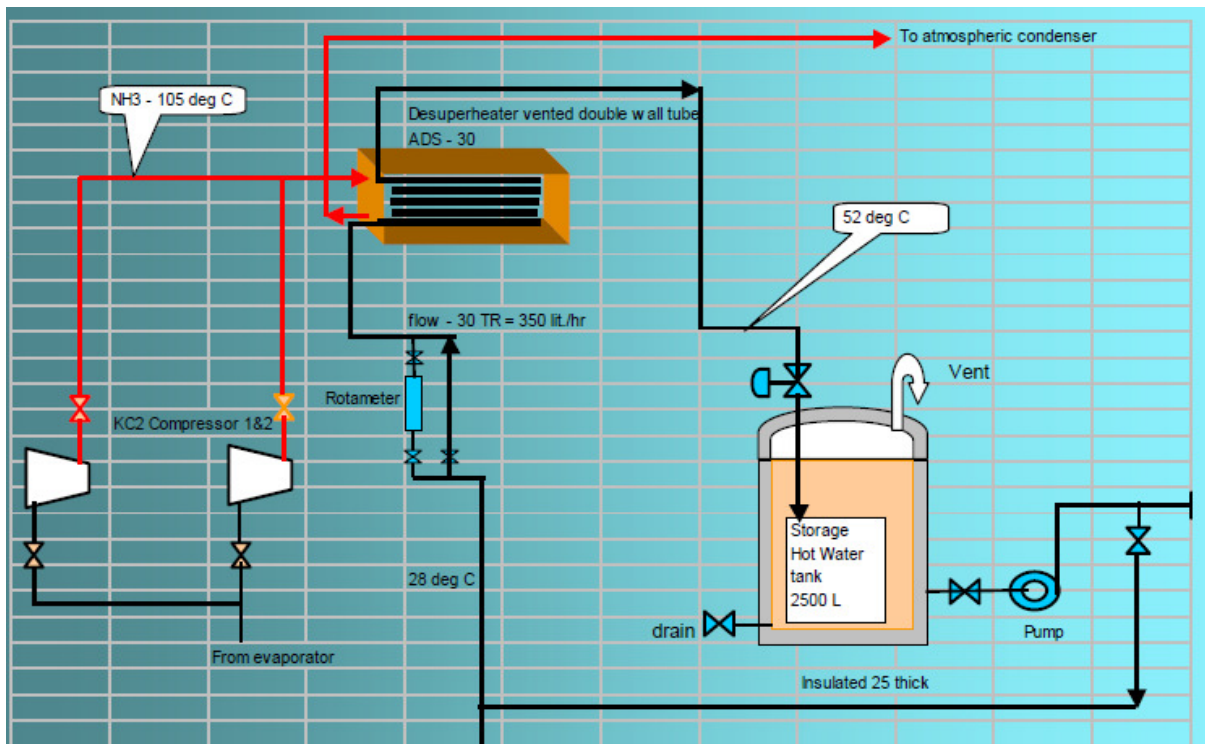 To atmospheric condenser
NH3 - 105 deg C
Desuperheater vented double wall tube
ADS - 30
52 deg C
flow - 30 TR = 350 lit./hr
Vent
Rotameter
KC2 Compressor 1&2
Storage
Hot Water
tank
2500 L
28 deg C
drain
Pump
From evaporator
Insulated 25 thick